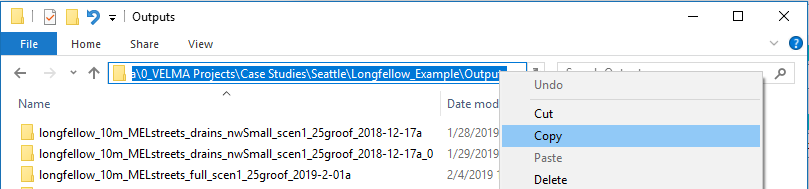 Outputs
File Home Share View
a\0_VELMA Projects\Case Studies\Seattle\Longfellow_Example\Output
Undo
Cut
Copy
Paste
Delete
Name Date mod
longfellow_10m_MELstreets_drains_nwSmall_scen1_25groof_2018-12-17a 1/28/2019
longfellow_10m_MELstreets_drains_nwSmall_scen1_25groof_2018-12-17a_0 1/29/2019
longfellow_10m_MELstreets_full_scen1_25groof_2019-2-01a 2/4/2019